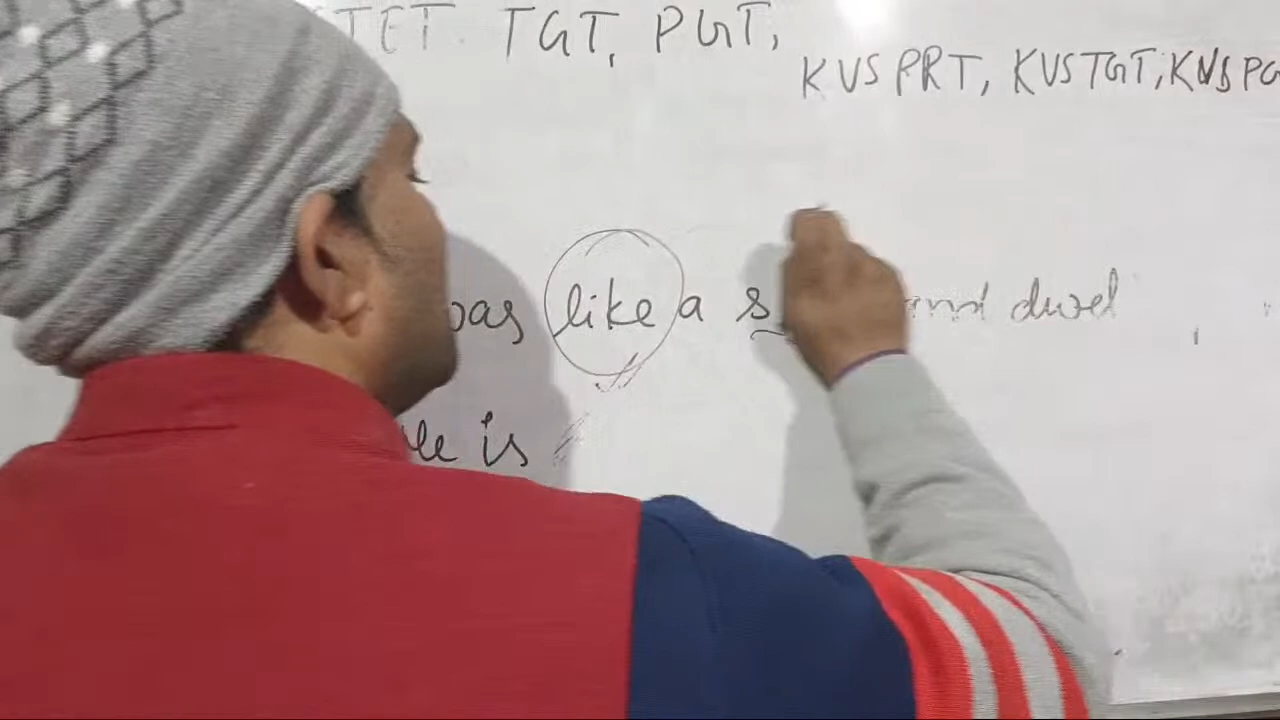 TET. TGT, PGT,
KVS PRT, KVS TGT, KVS PG
was like a s and dwel
is